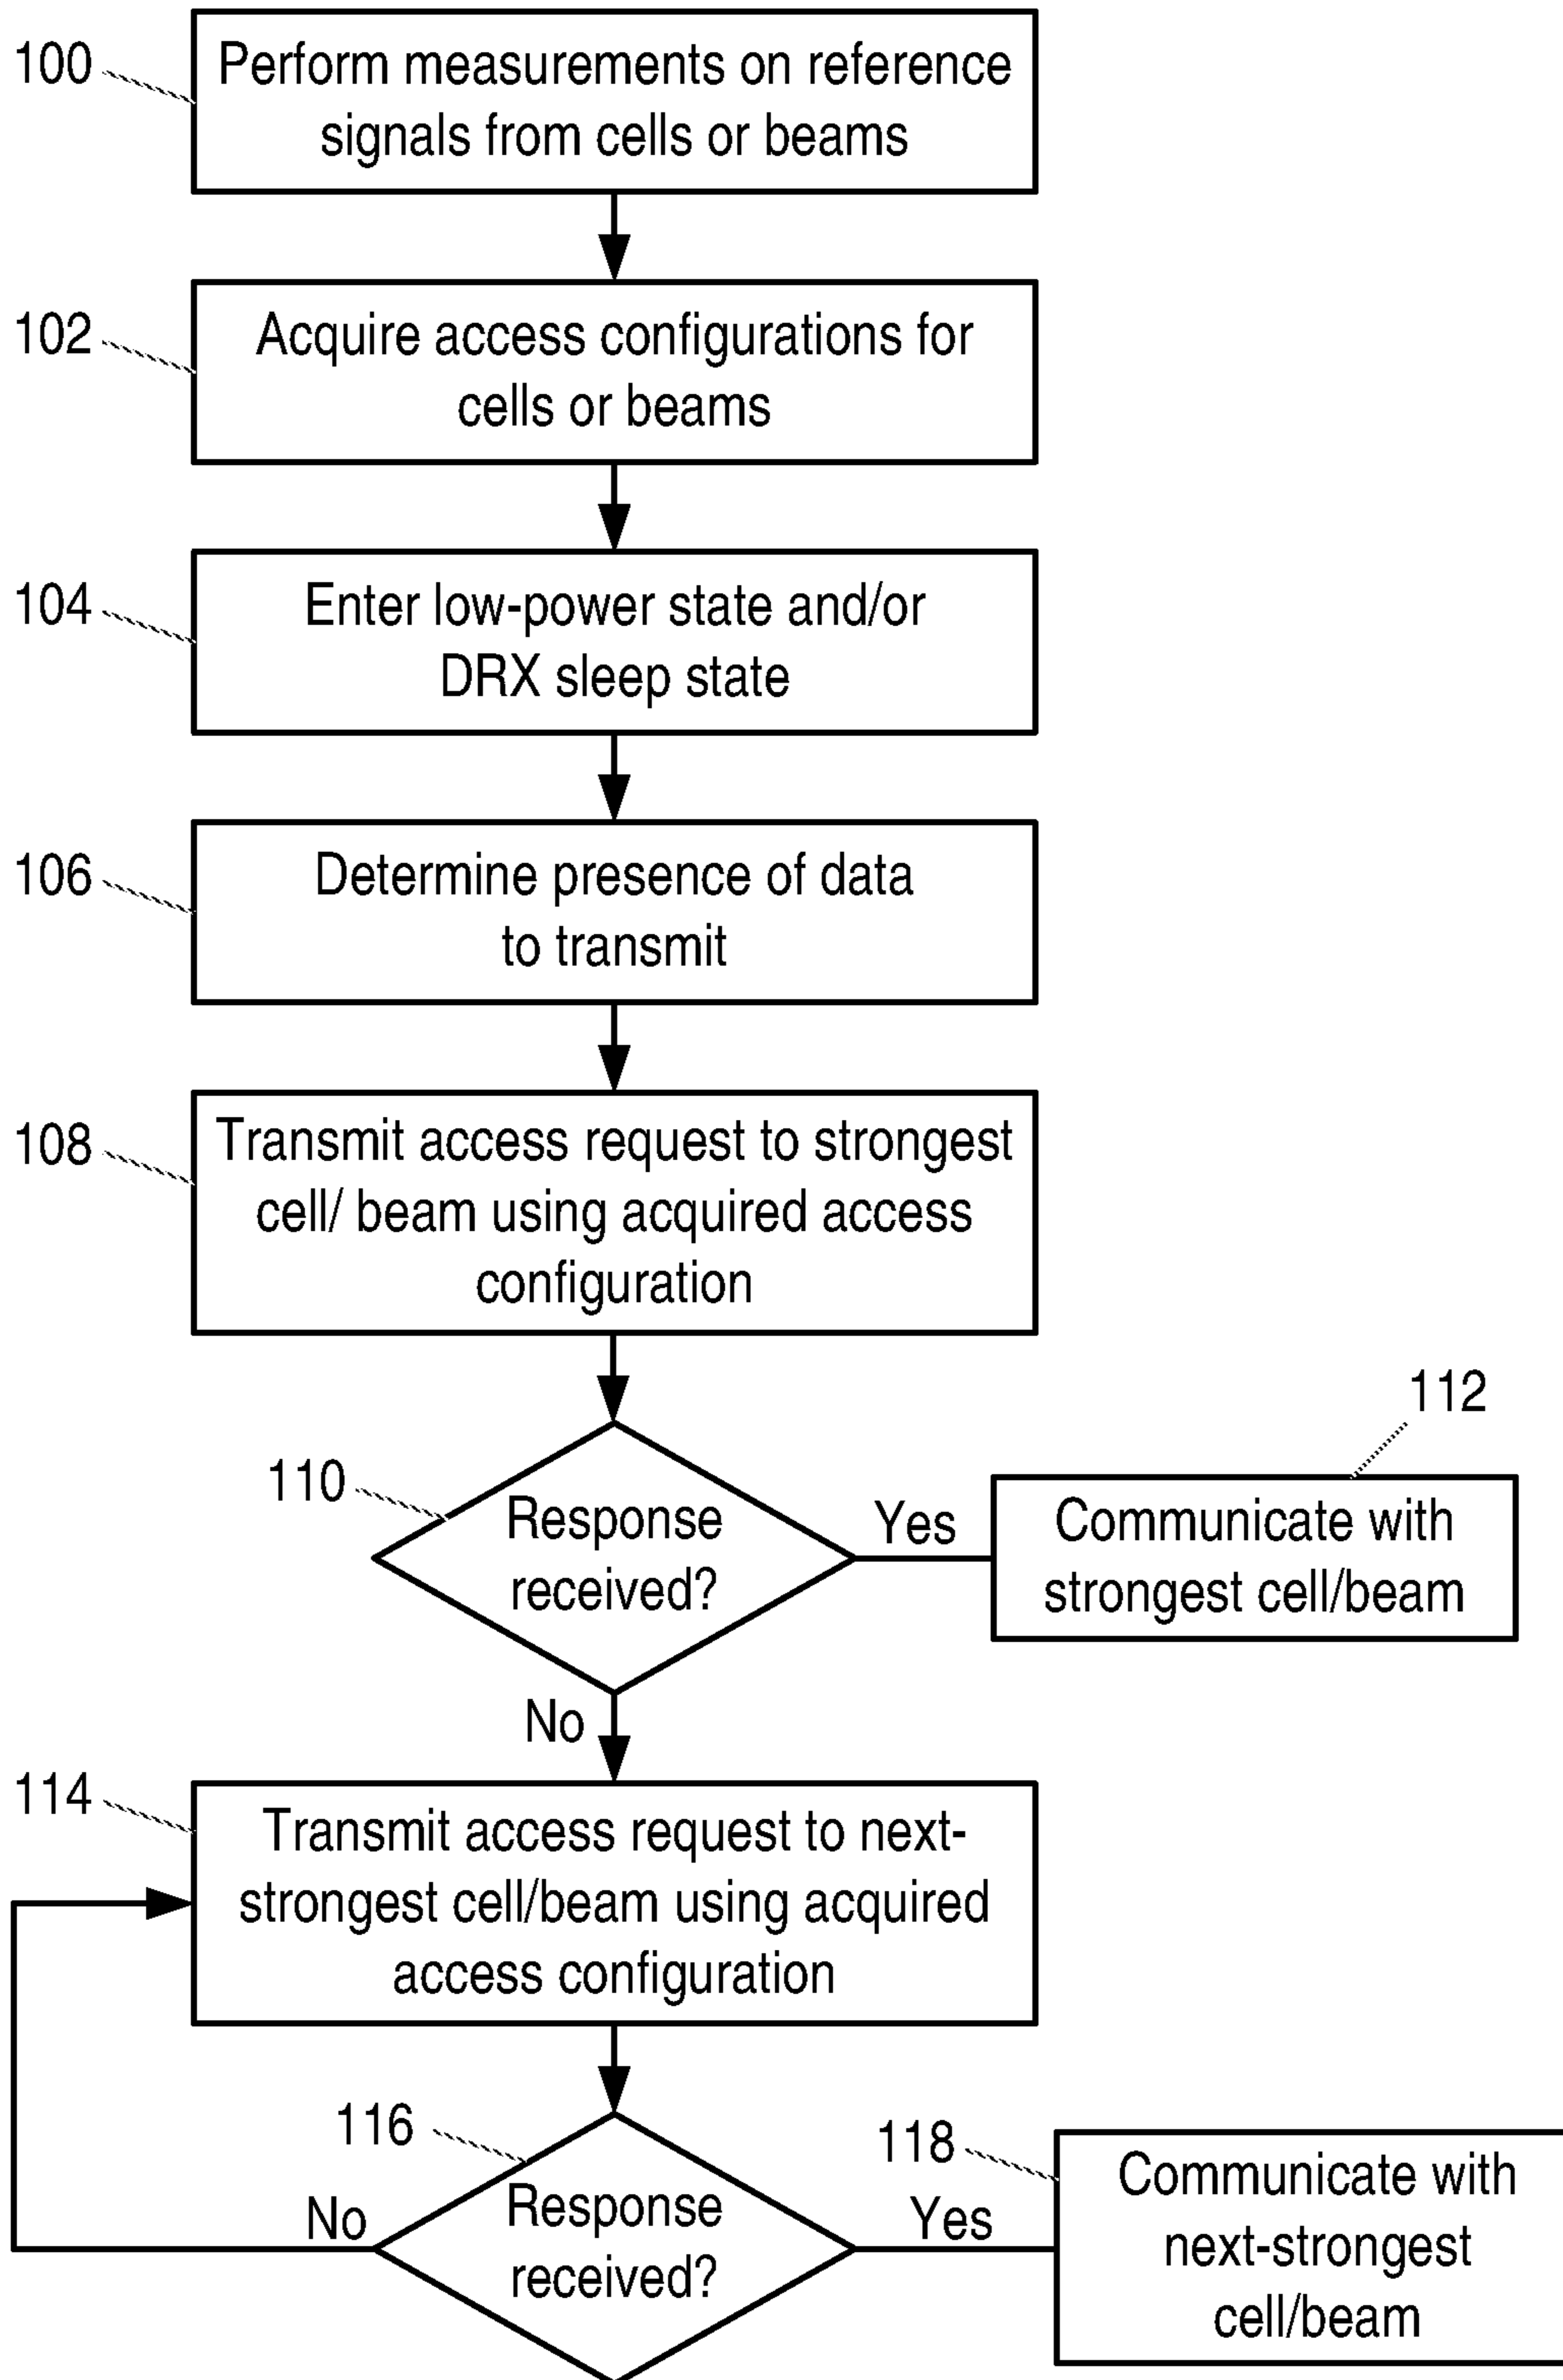 100
Perform measurements on reference
signals from cells or beams
102
Acquire access configurations for
cells or beams
104
Enter low-power state and/or
DRX sleep state
106
Determine presence of data
to transmit
108
Transmit access request to strongest
cell/ beam using acquired access
configuration
110
Response
received?
Yes
112
Communicate with
strongest cell/beam
No
114
Transmit access request to next-
strongest cell/beam using acquired
access configuration
116
Response
received?
No
Yes
118
Communicate with
next-strongest
cell/beam